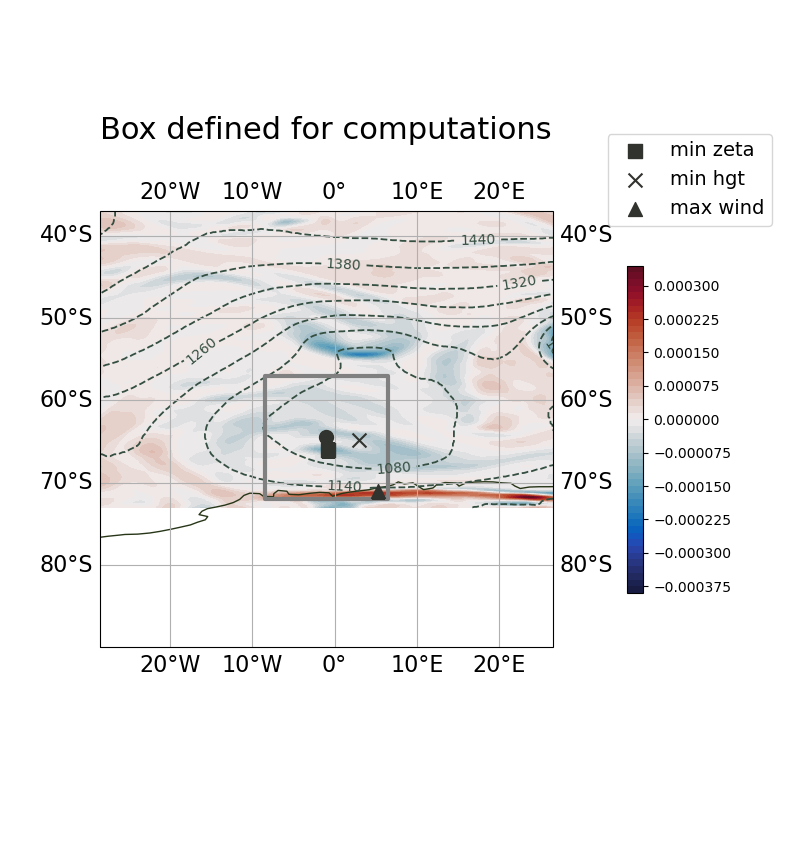 Box defined for computations
min zeta
min hgt
max wind
20°W 10°W 0° 10°E 20°E
40°S 40°S
50°S 50°S
60°S 60°S
70°S 70°S
80°S 80°S
1440
1380
1320
1260
1080
1140
20°W 10°W 0° 10°E 20°E
0.000300
0.000225
0.000150
0.000075
0.000000
−0.000075
−0.000150
−0.000225
−0.000300
−0.000375